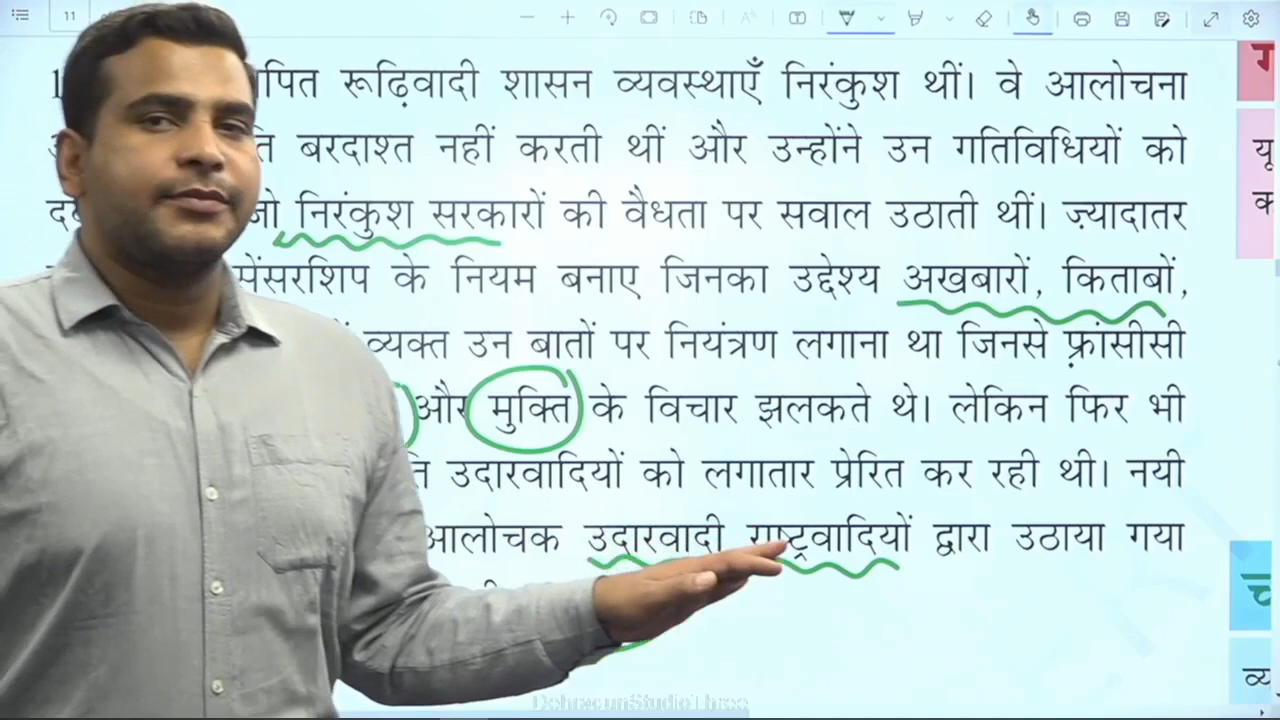 11
पित रूढ़िवादी शासन व्यवस्थाएँ निरंकुश थीं। वे आलोचना
बरदाश्त नहीं करती थीं और उन्होंने उन गतिविधियों को
जो निरंकुश सरकारों की वैधता पर सवाल उठाती थीं। ज़्यादातर
सेंसरशिप के नियम बनाए जिनका उद्देश्य अखबारों, किताबों,
व्यक्त उन बातों पर नियंत्रण लगाना था जिनसे फ़्रांसीसी
और मुक्ति के विचार झलकते थे। लेकिन फिर भी
उदारवादियों को लगातार प्रेरित कर रही थी। नयी
आलोचक उदारवादी राष्ट्रवादियों द्वारा उठाया गया
यू
व्य
DehradunStudioThree